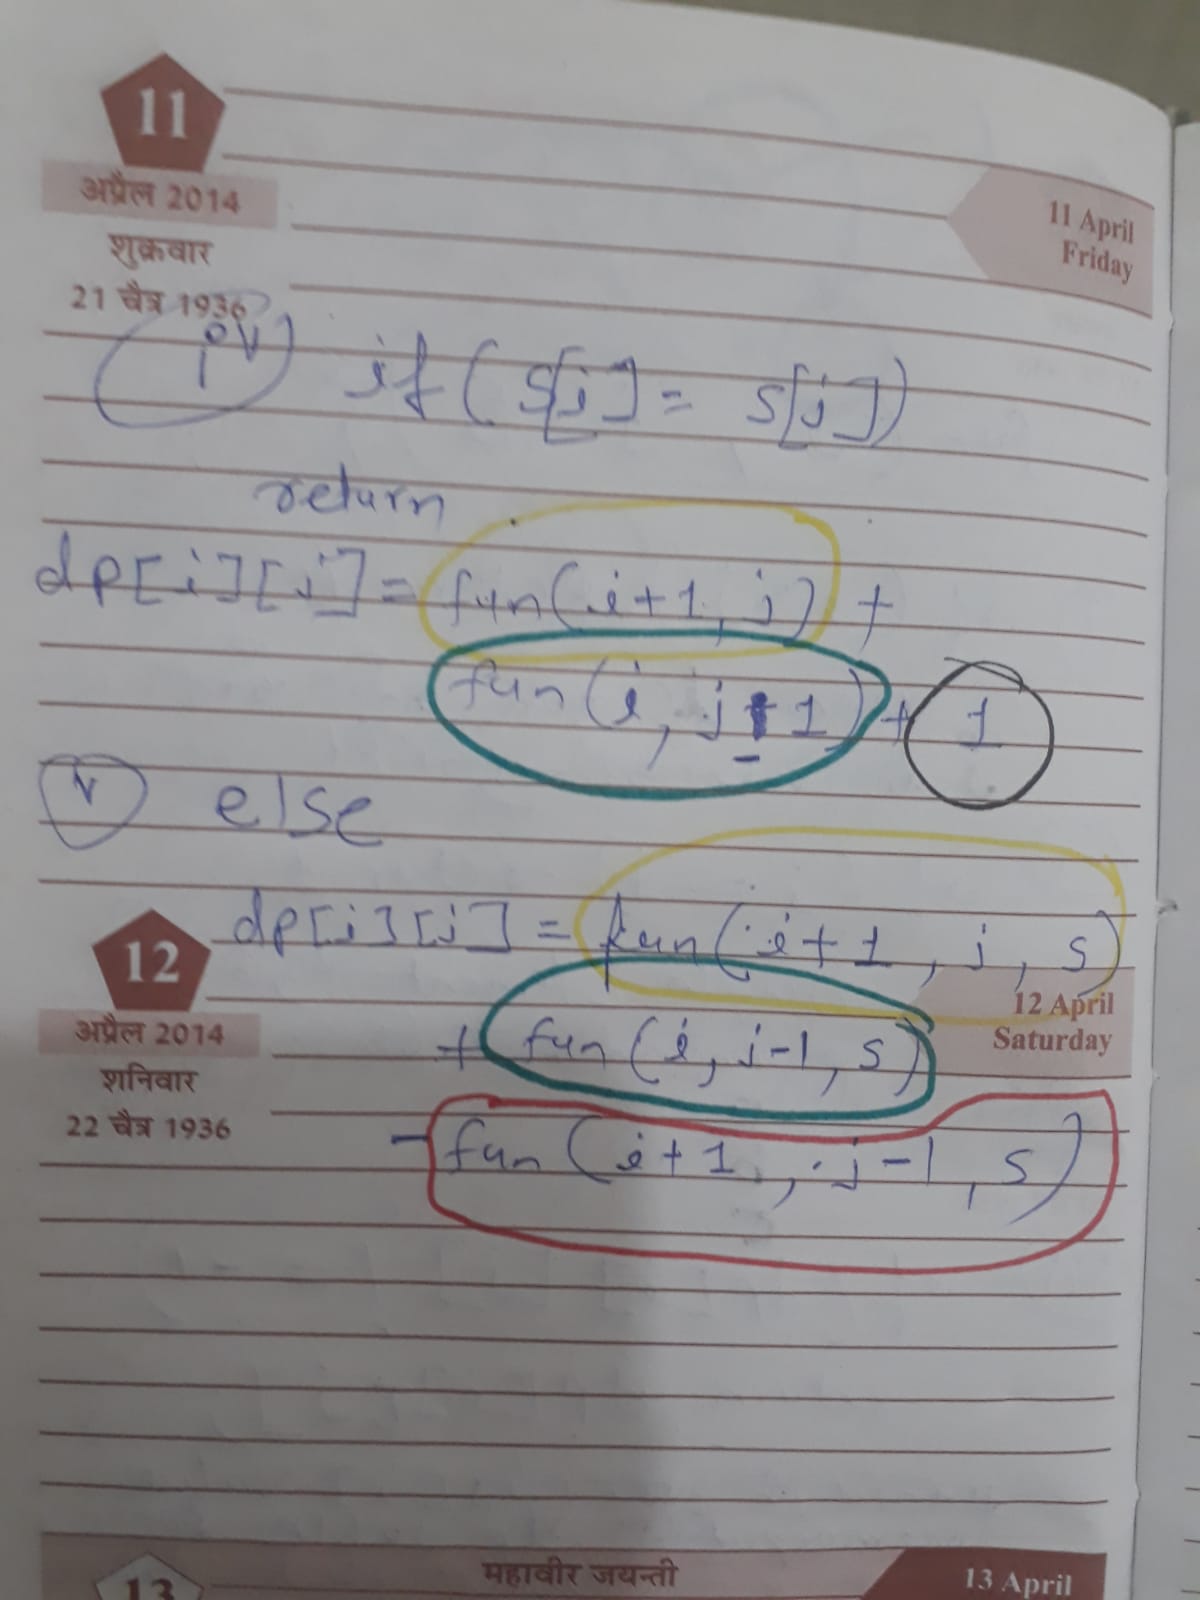 11
अप्रैल 2014
शुक्रवार
21 चैत्र 1936
11 April
Friday
iv if ( s[i] = s[j])
return
dp[i][j] = fun(i+1, j) +
fun(i, j-1) + 1
v else
dp[i][j] = fun(i+1, j, s)
12
अप्रैल 2014
शनिवार
22 चैत्र 1936
12 April
Saturday
+ fun(i, j-1, s)
- fun(i+1, j-1, s)
13
महावीर जयन्ती
13 April